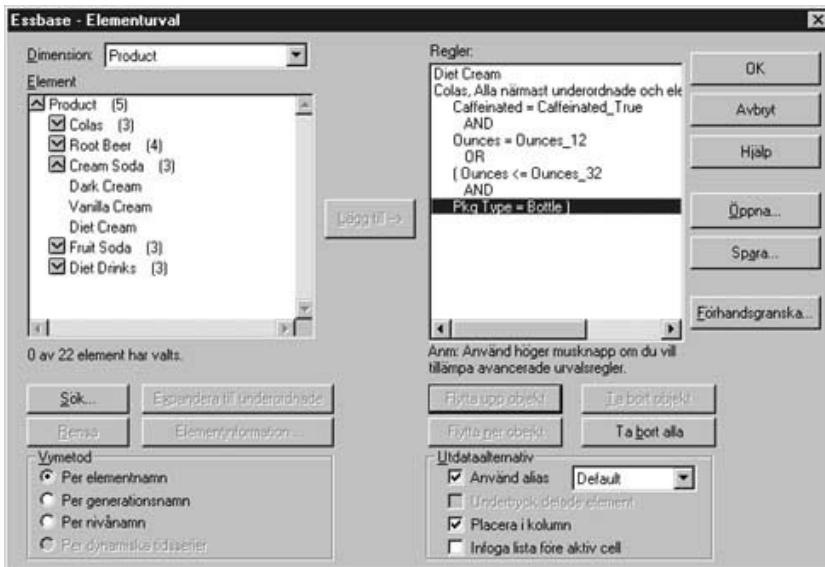 Essbase - Elementurval
Dimension: Product
Element
Product (5)
Colas (3)
Root Beer (4)
Cream Soda (3)
Dark Cream
Vanilla Cream
Diet Cream
Fruit Soda (3)
Diet Drinks (3)
0 av 22 element har valts.
Lägg till ->
Regler:
Diet Cream
Colas, Alla närmast underordnade och ele
Caffeinated = Caffeinated_True
AND
Ounces = Ounces_12
OR
( Ounces <= Ounces_32
AND
Pkg Type = Bottle )
Anm: Använd höger musknapp om du vill
tillämpa avancerade urvalsregler.
OK
Avbryt
Hjälp
Öppna...
Spara...
Förhandsgranska...
Sök...
Expandera till underordnade
Rensa
Elementinformation ...
Flytta upp objekt
Ta bort objekt
Flytta ner objekt
Ta bort alla
Vymetod
Per elementnamn
Per generationsnamn
Per nivånamn
Per dynamiska tidsserier
Utdataalternativ
Använd alias Default
Undertryck delade element
Placera i kolumn
Infoga lista före aktiv cell